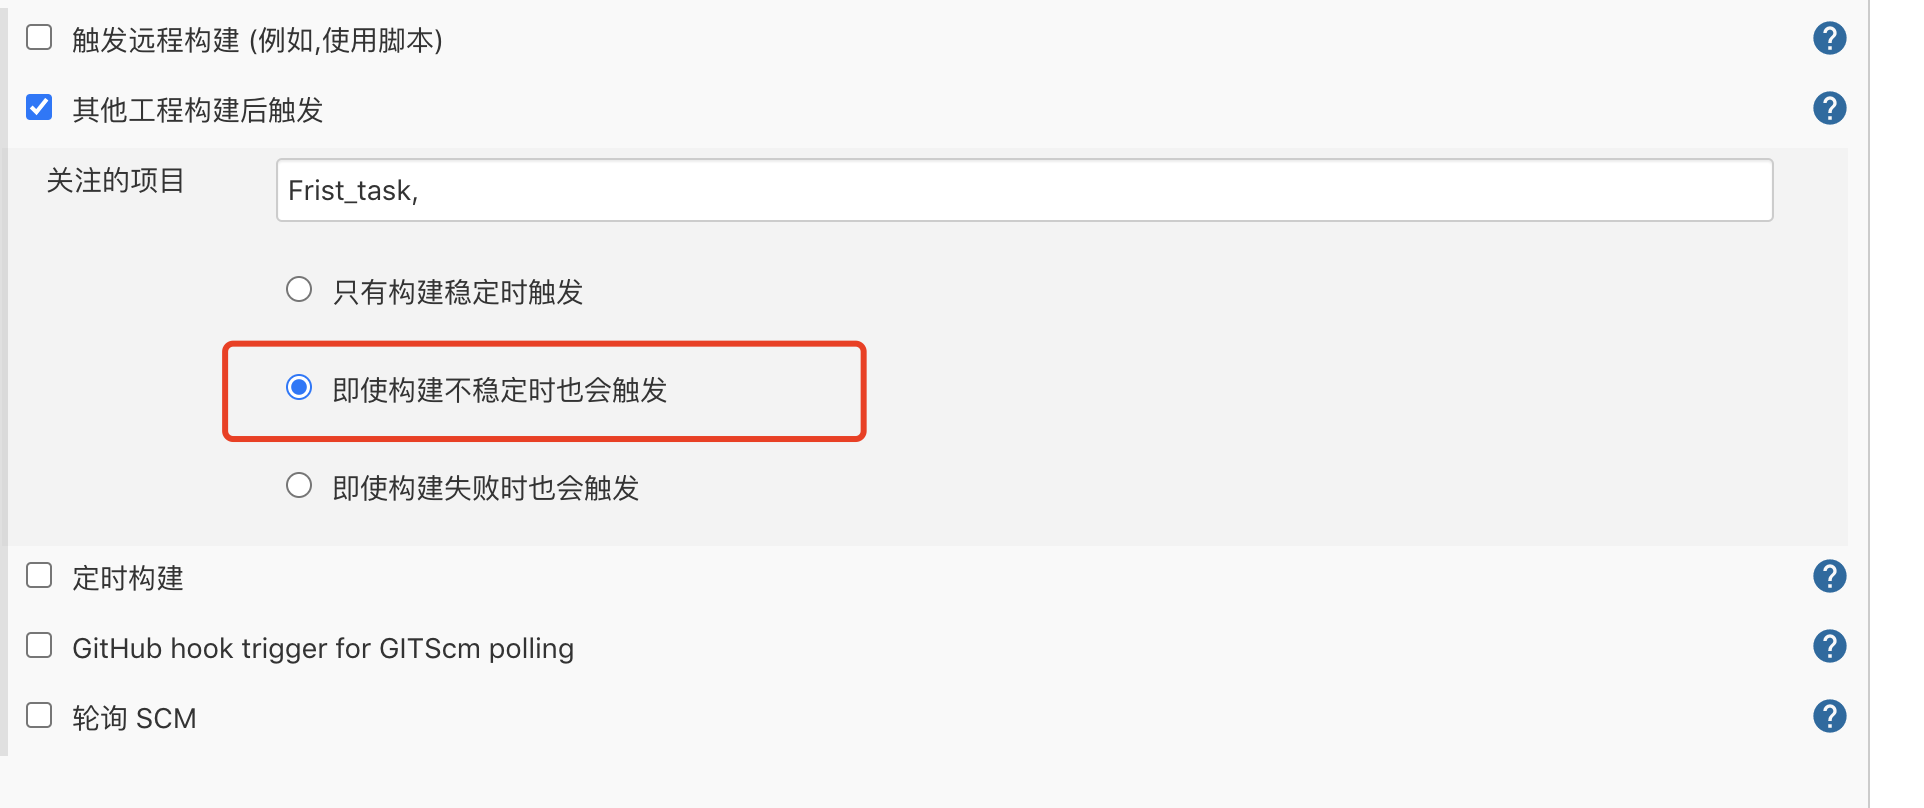 触发远程构建 (例如,使用脚本)
其他工程构建后触发
关注的项目
Frist_task,
只有构建稳定时触发
即使构建不稳定时也会触发
即使构建失败时也会触发
定时构建
GitHub hook trigger for GITScm polling
轮询 SCM